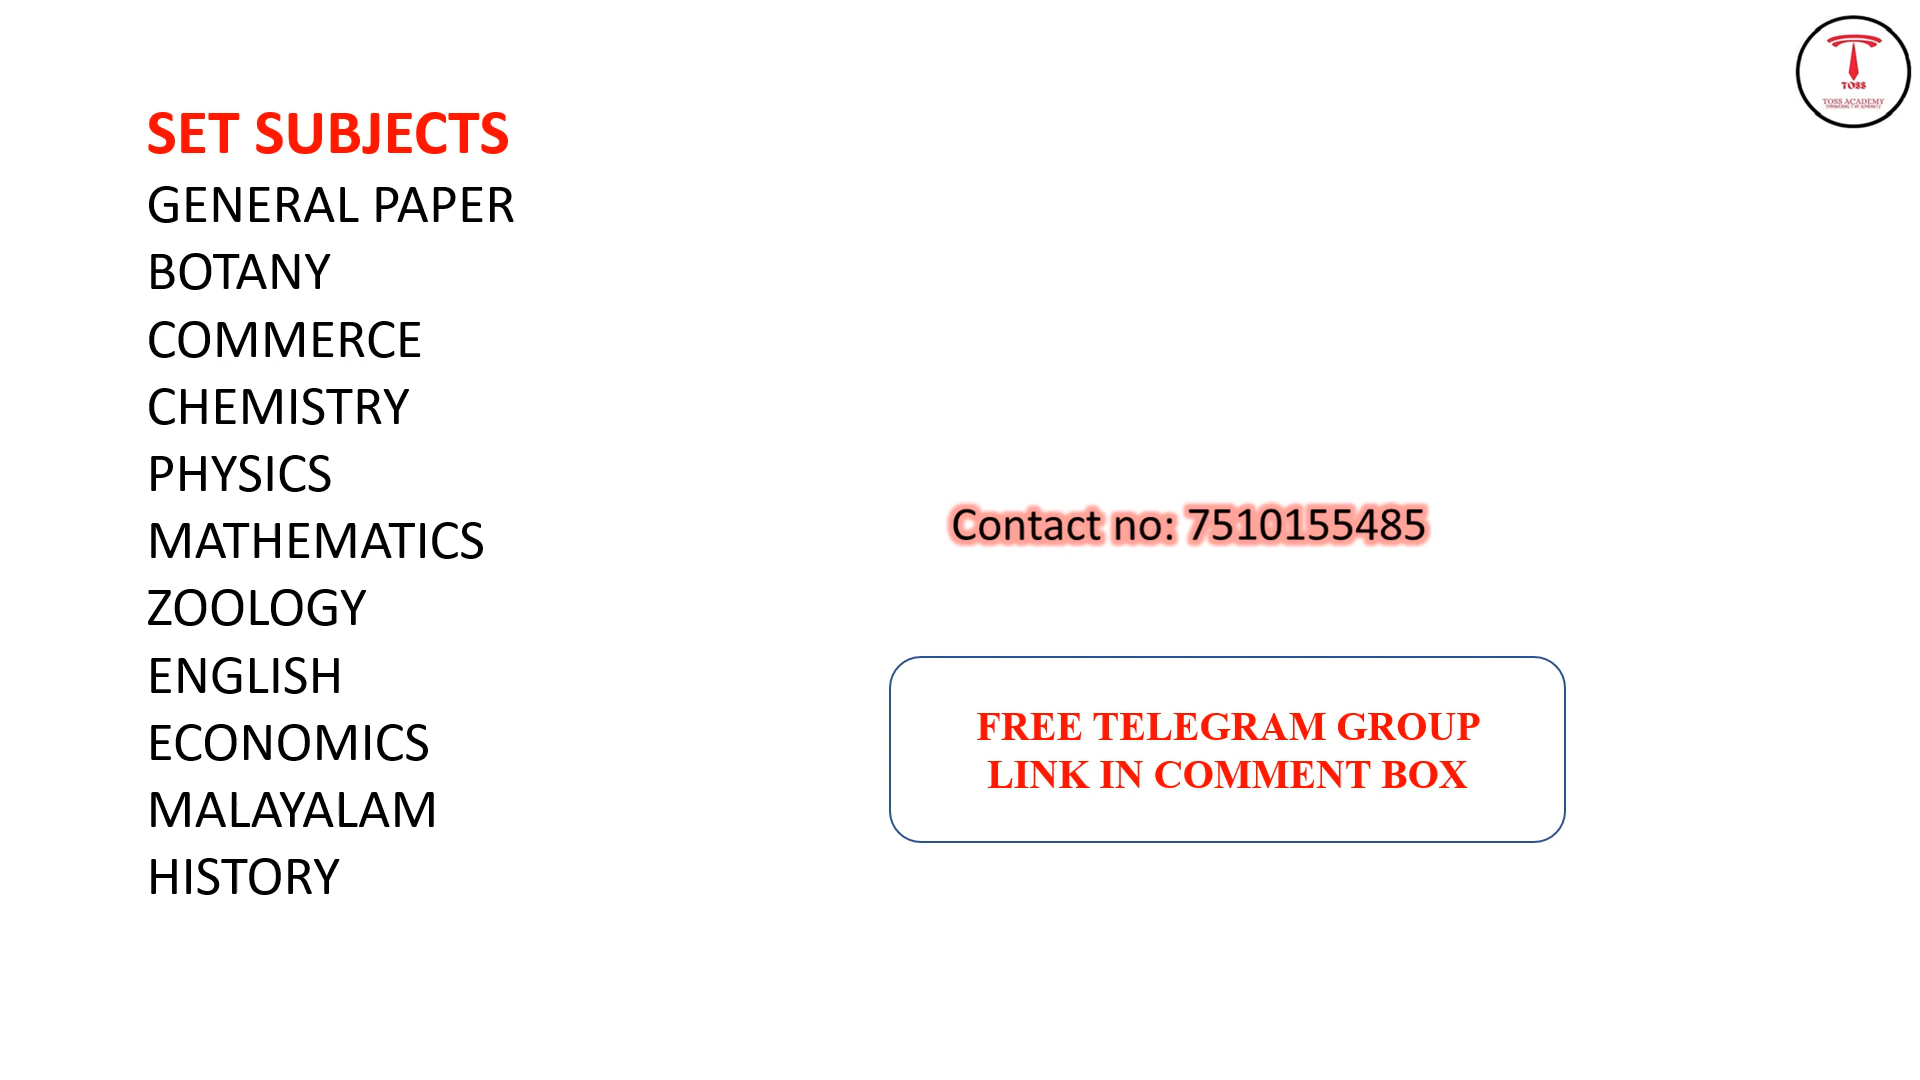 SET SUBJECTS
GENERAL PAPER
BOTANY
COMMERCE
CHEMISTRY
PHYSICS
MATHEMATICS
ZOOLOGY
ENGLISH
ECONOMICS
MALAYALAM
HISTORY
TOSS
TOSS ACADEMY
Contact no: 7510155485
FREE TELEGRAM GROUP
LINK IN COMMENT BOX